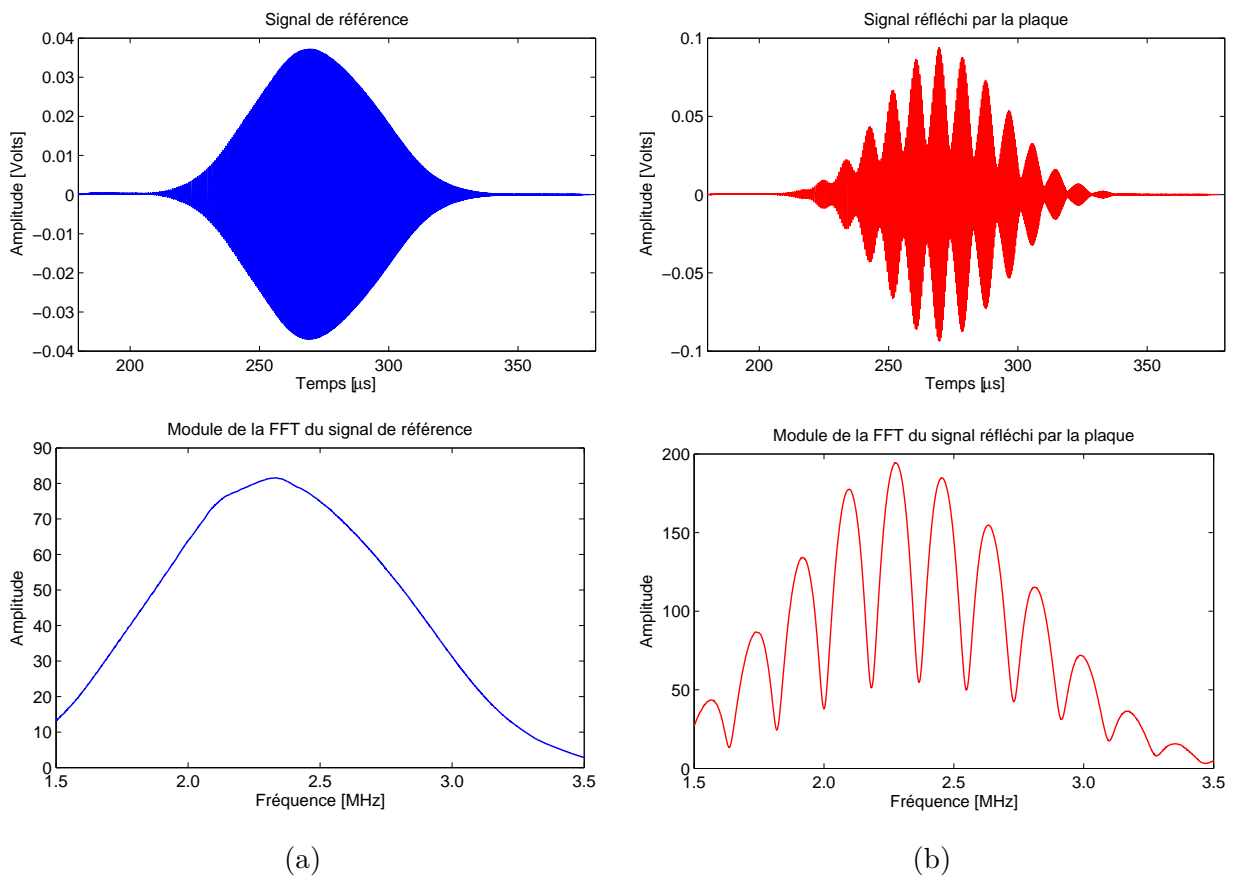 Signal de référence
0.04
0.03
0.02
0.01
0
−0.01
−0.02
−0.03
−0.04
Amplitude [Volts]
200 250 300 350
Temps [µs]
Signal réfléchi par la plaque
0.1
0.05
0
−0.05
−0.1
Amplitude [Volts]
200 250 300 350
Temps [µs]
Module de la FFT du signal de référence
90
80
70
60
50
40
30
20
10
0
Amplitude
1.5 2.0 2.5 3.0 3.5
Fréquence [MHz]
Module de la FFT du signal réfléchi par la plaque
200
150
100
50
0
Amplitude
1.5 2.0 2.5 3.0 3.5
Fréquence [MHz]
(a)
(b)